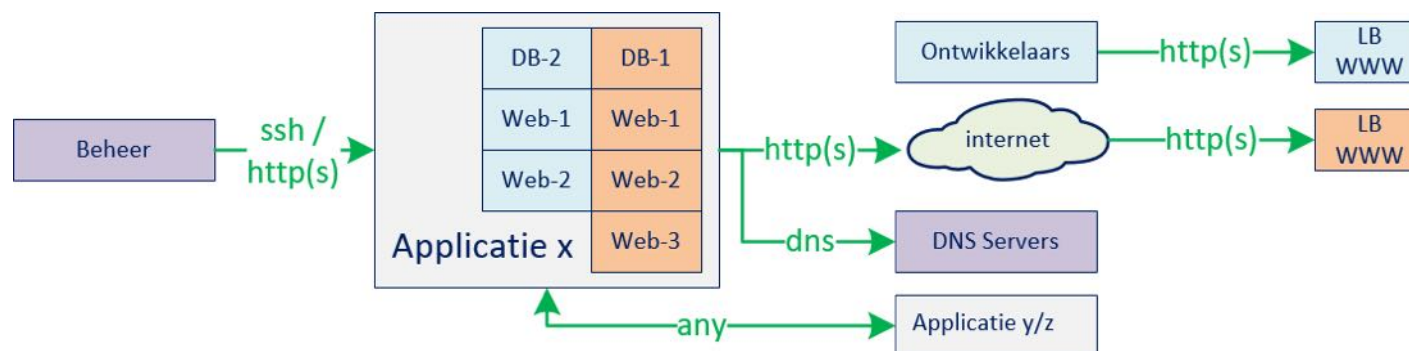 Beheer
ssh /
http(s)
DB-2
DB-1
Web-1
Web-1
Web-2
Web-2
Web-3
Applicatie x
http(s)
dns
any
Ontwikkelaars
http(s)
LB
WWW
internet
http(s)
LB
WWW
DNS Servers
Applicatie y/z